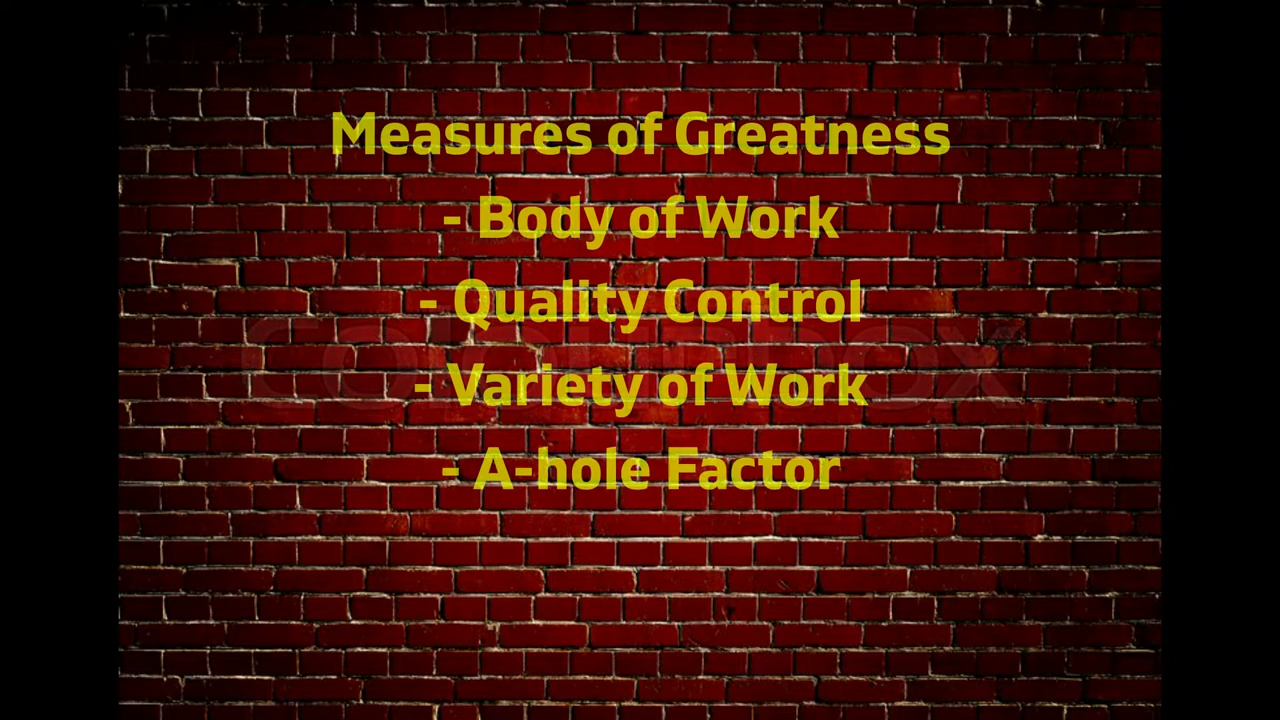 Measures of Greatness
- Body of Work
- Quality Control
- Variety of Work
- A-hole Factor